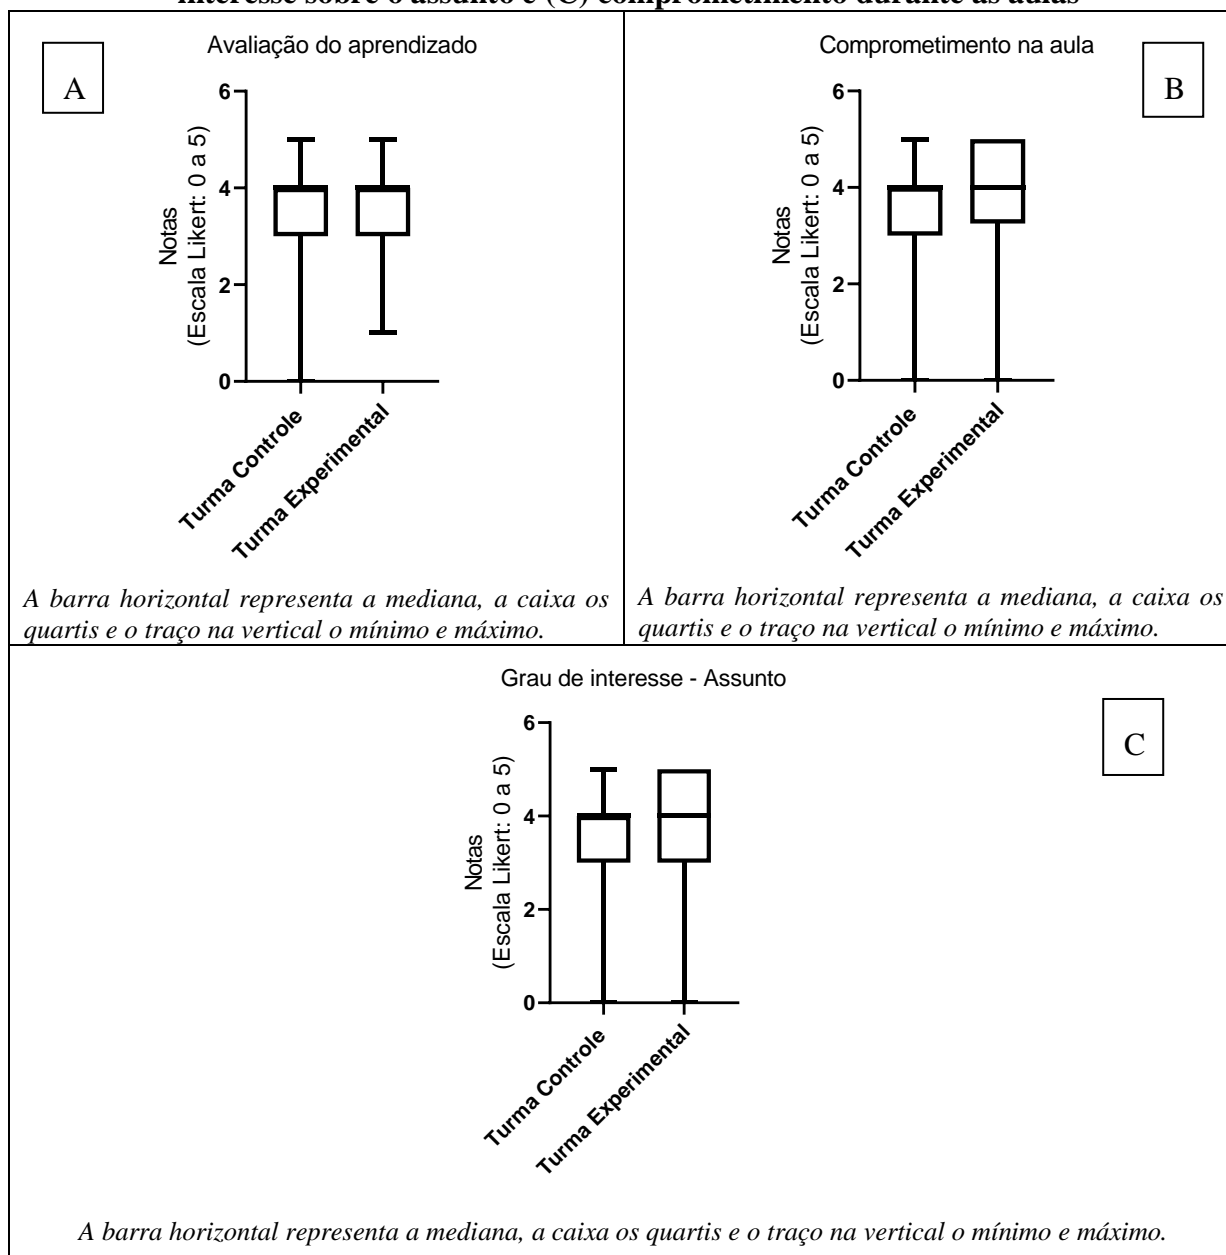 interesse sobre o assunto e (C) comprometimento durante as aulas
A
Avaliação do aprendizado
Notas
(Escala Likert: 0 a 5)
6
4
2
0
Turma Controle
Turma Experimental
A barra horizontal representa a mediana, a caixa os
quartis e o traço na vertical o mínimo e máximo.
Comprometimento na aula
B
Notas
(Escala Likert: 0 a 5)
6
4
2
0
Turma Controle
Turma Experimental
A barra horizontal representa a mediana, a caixa os
quartis e o traço na vertical o mínimo e máximo.
Grau de interesse - Assunto
C
Notas
(Escala Likert: 0 a 5)
6
4
2
0
Turma Controle
Turma Experimental
A barra horizontal representa a mediana, a caixa os quartis e o traço na vertical o mínimo e máximo.